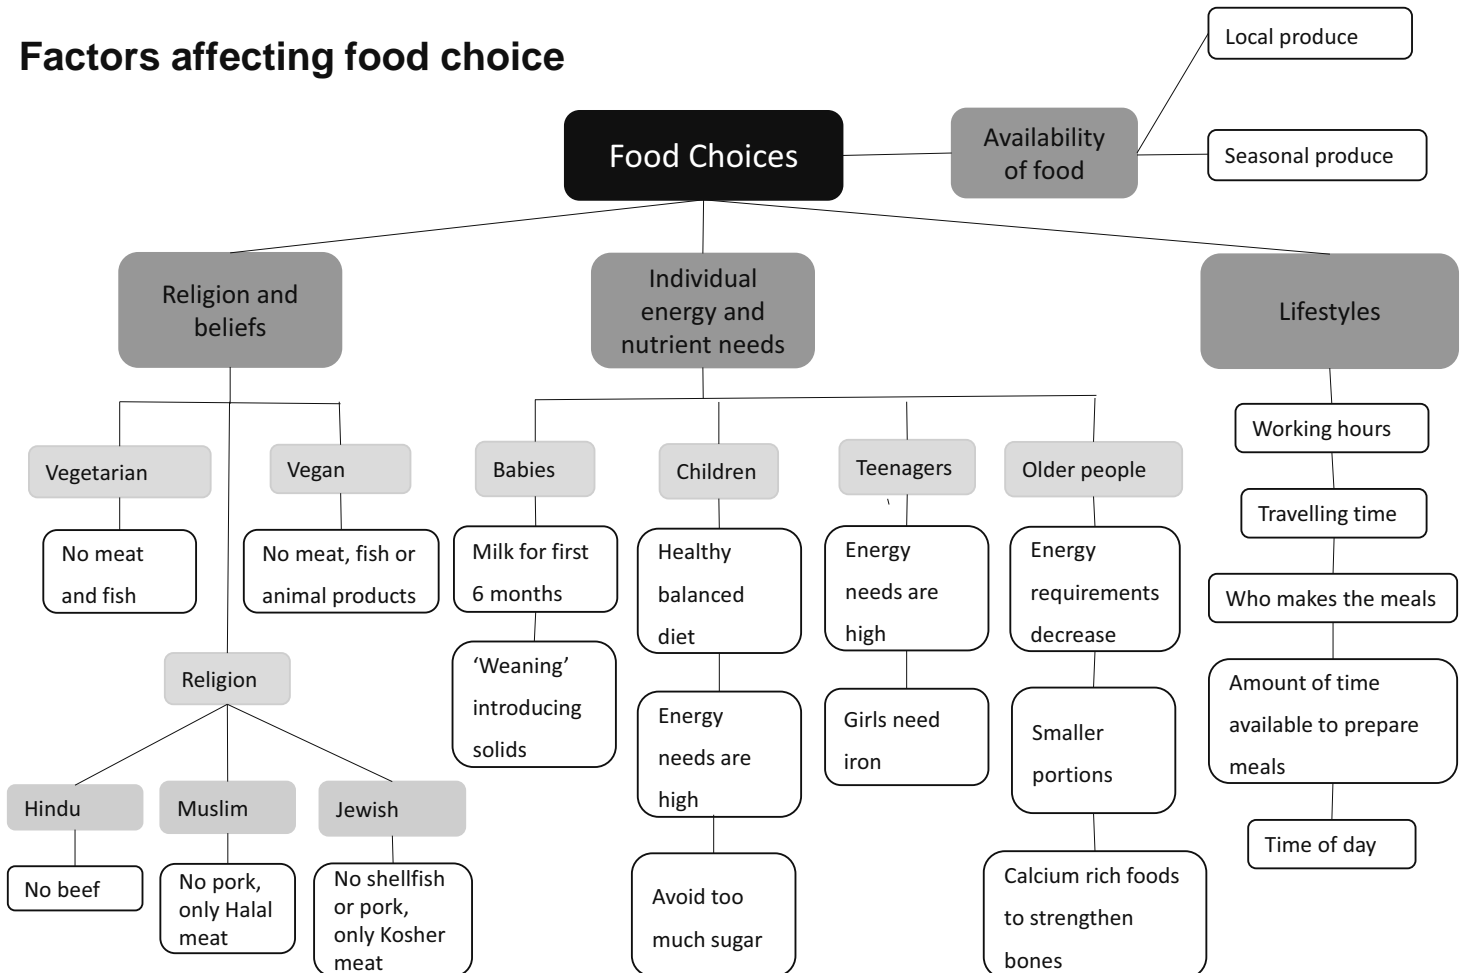 Factors affecting food choice
Local produce
Food Choices
Availability
of food
Seasonal produce
Religion and
beliefs
Individual
energy and
nutrient needs
Lifestyles
Vegetarian
No meat
and fish
Vegan
No meat, fish or
animal products
Religion
Hindu
No beef
Muslim
No pork,
only Halal
meat
Jewish
No shellfish
or pork,
only Kosher
meat
Babies
Milk for first
6 months
‘Weaning’
introducing
solids
Children
Healthy
balanced
diet
Energy
needs are
high
Avoid too
much sugar
Teenagers
Energy
needs are
high
Girls need
iron
Older people
Energy
requirements
decrease
Smaller
portions
Calcium rich foods
to strengthen
bones
Working hours
Travelling time
Who makes the meals
Amount of time
available to prepare
meals
Time of day